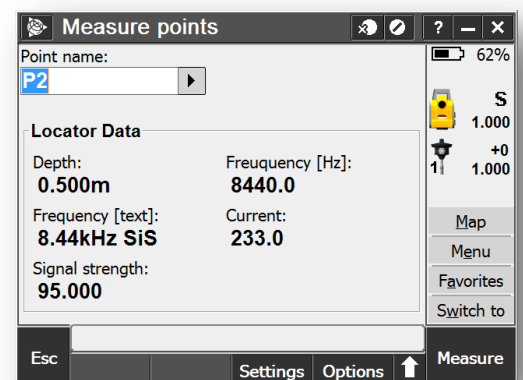 Measure points
? — ×
Point name:
P2
62%
S
1.000
+0
1
1.000
Locator Data
Depth:
0.500m
Freuquency [Hz]:
8440.0
Frequency [text]:
8.44kHz SiS
Current:
233.0
Signal strength:
95.000
Map
Menu
Favorites
Switch to
Esc
Settings
Options
Measure